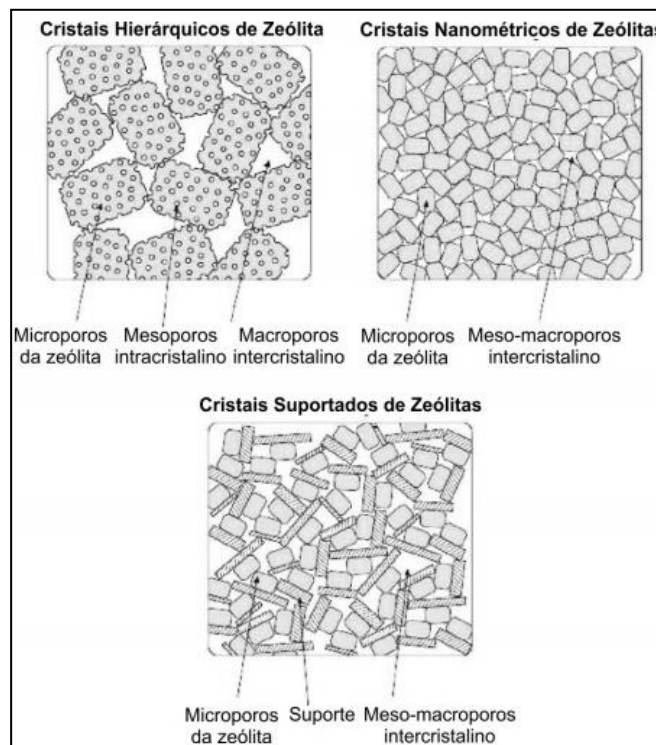 Cristais Hierárquicos de Zeólita
Cristais Nanométricos de Zeólitas
Microporos
da zeólita
Mesoporos
intracristalino
Macroporos
intercristalino
Microporos
da zeólita
Meso-macroporos
intercristalino
Cristais Suportados de Zeólitas
Microporos
da zeólita
Suporte
Meso-macroporos
intercristalino